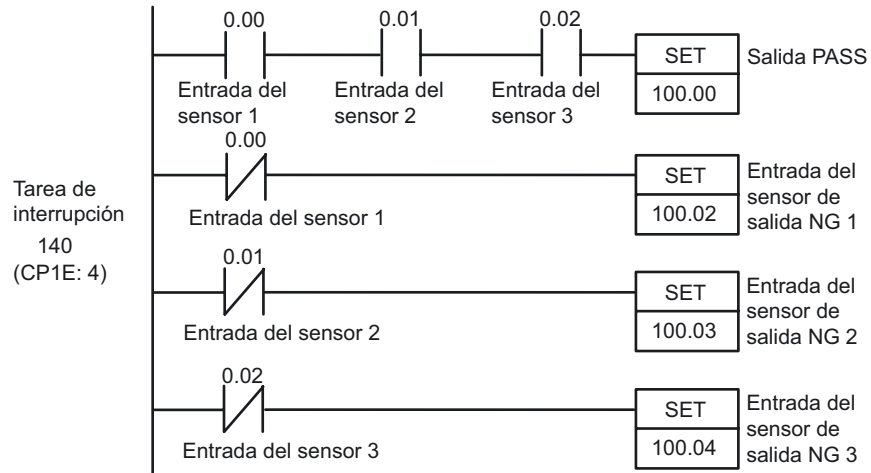 0.00 0.01 0.02
SET Salida PASS
100.00
Entrada del Entrada del Entrada del
sensor 1 sensor 2 sensor 3
0.00
SET
100.02
Entrada del
sensor de
salida NG 1
Entrada del sensor 1
Tarea de
interrupción
140
(CP1E: 4)
0.01
SET
100.03
Entrada del
sensor de
salida NG 2
Entrada del sensor 2
0.02
SET
100.04
Entrada del
sensor de
salida NG 3
Entrada del sensor 3